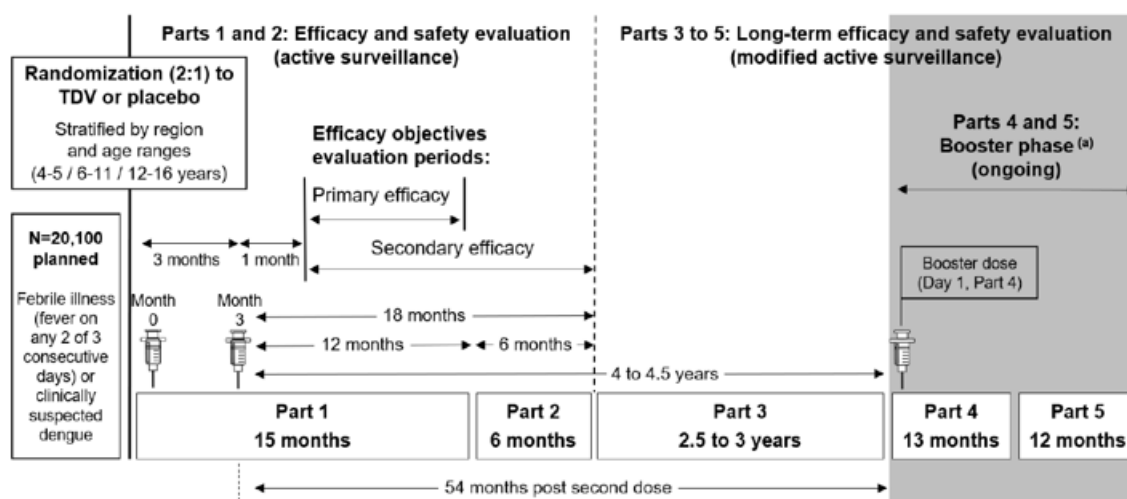 Parts 1 and 2: Efficacy and safety evaluation
(active surveillance)
Parts 3 to 5: Long-term efficacy and safety evaluation
(modified active surveillance)
Randomization (2:1) to
TDV or placebo
Stratified by region
and age ranges
(4-5 / 6-11 / 12-16 years)
Efficacy objectives
evaluation periods:
Parts 4 and 5:
Booster phase (a)
(ongoing)
Primary efficacy
N=20,100
planned
Febrile illness
(fever on
any 2 of 3
consecutive
days) or
clinically
suspected
dengue
3 months
1 month
Secondary efficacy
Booster dose
(Day 1, Part 4)
Month
0
Month
3
18 months
12 months
6 months
4 to 4.5 years
Part 1
15 months
Part 2
6 months
Part 3
2.5 to 3 years
Part 4
13 months
Part 5
12 months
54 months post second dose